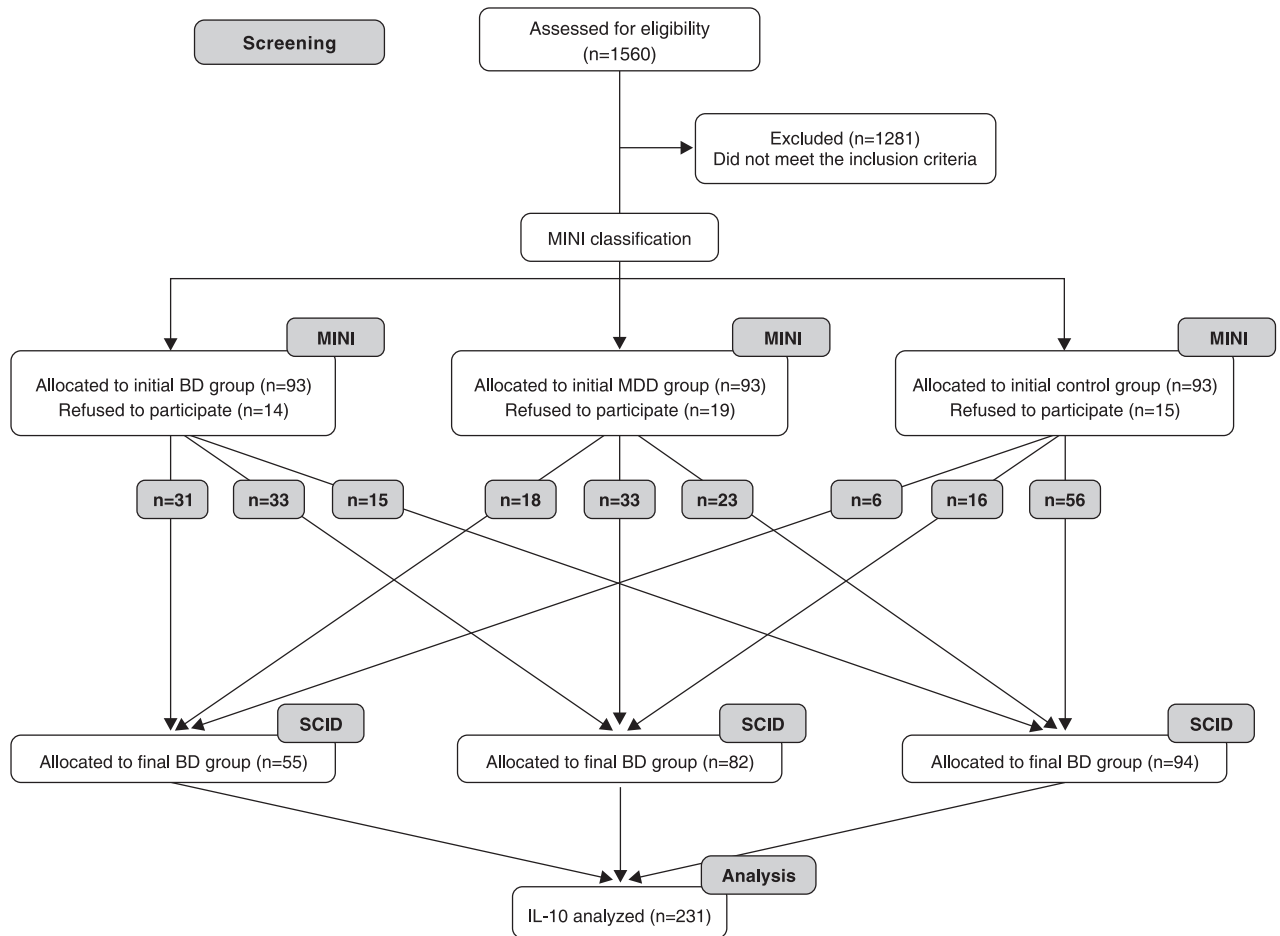 Screening
Assessed for eligibility
(n=1560)
Excluded (n=1281)
Did not meet the inclusion criteria
MINI classification
MINI
Allocated to initial BD group (n=93)
Refused to participate (n=14)
MINI
Allocated to initial MDD group (n=93)
Refused to participate (n=19)
MINI
Allocated to initial control group (n=93)
Refused to participate (n=15)
n=31
n=33
n=15
n=18
n=33
n=23
n=6
n=16
n=56
SCID
Allocated to final BD group (n=55)
SCID
Allocated to final BD group (n=82)
SCID
Allocated to final BD group (n=94)
Analysis
IL-10 analyzed (n=231)